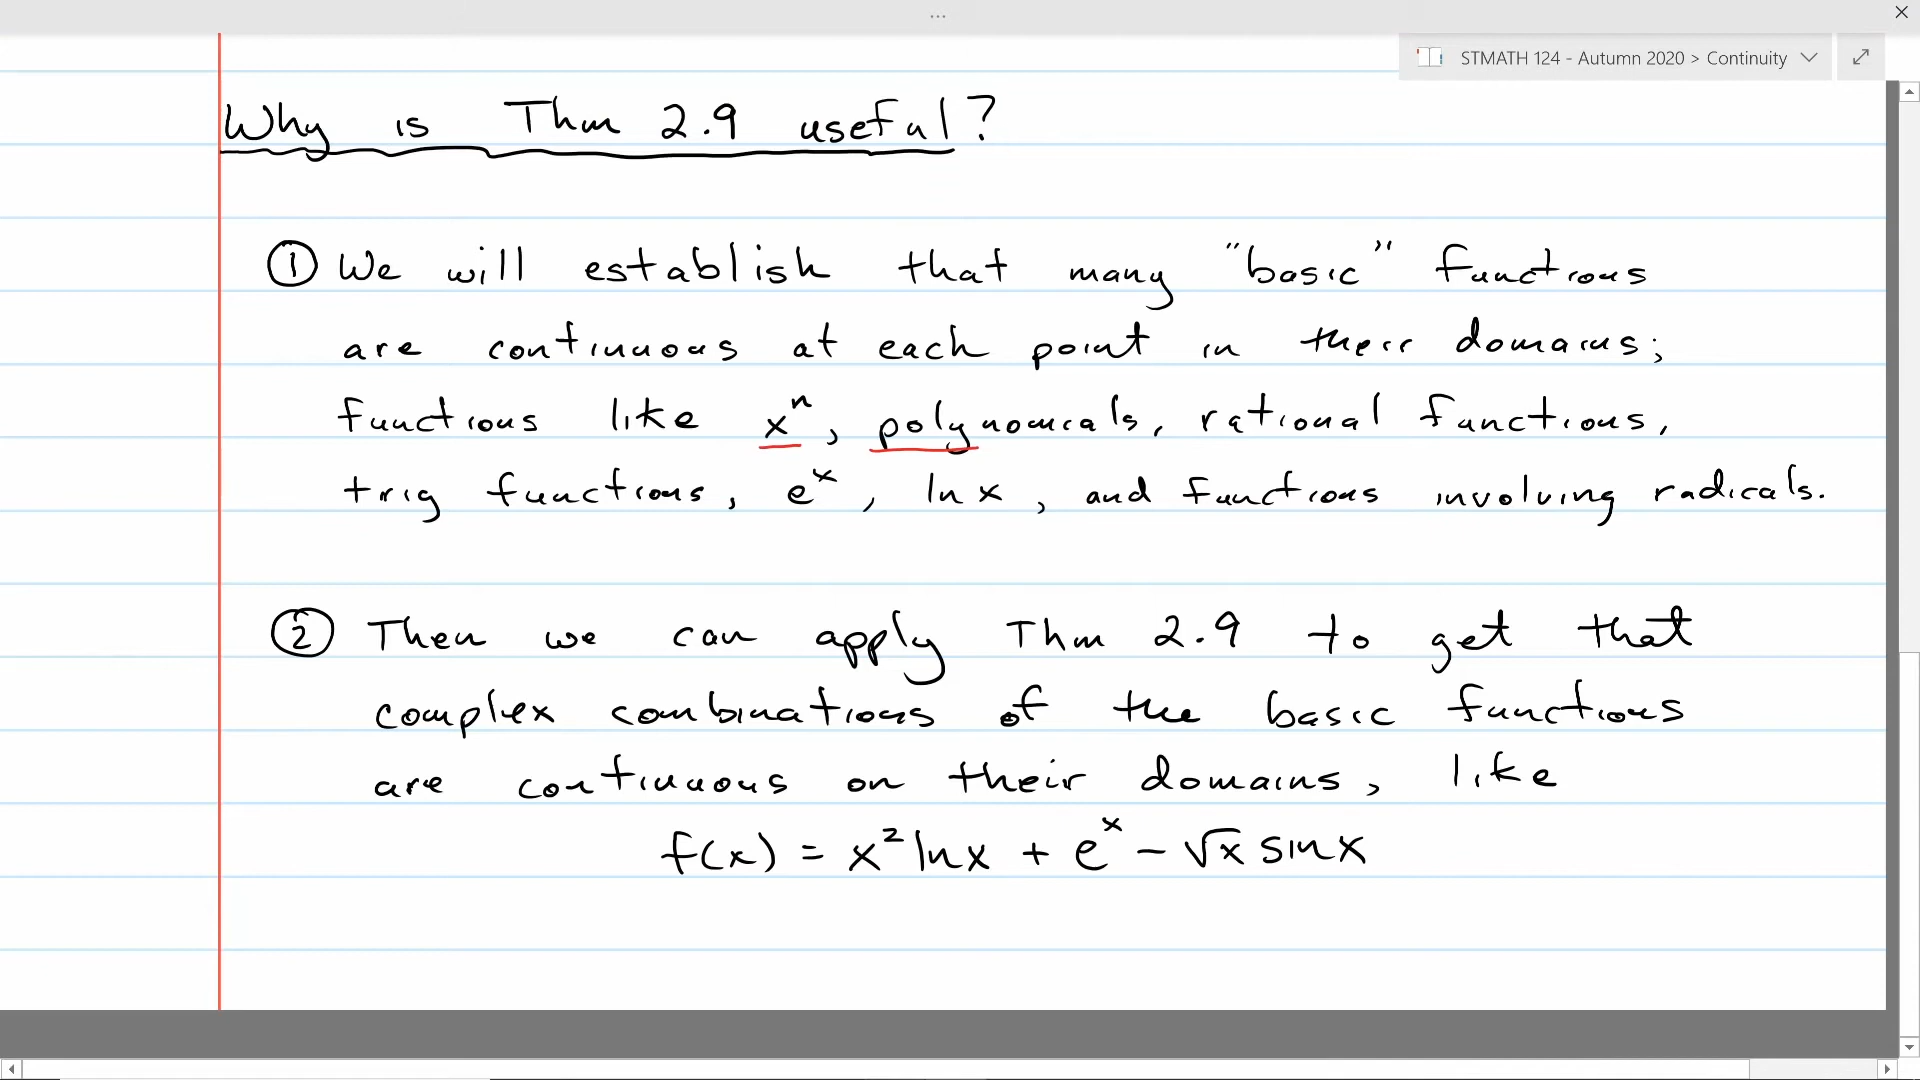 ...
STMATH 124 - Autumn 2020 > Continuity
Why is Thm 2.9 useful?
① We will establish that many "basic" functions
are continuous at each point in their domains;
functions like xⁿ, polynomials, rational functions,
trig functions, eˣ, ln x, and functions involving radicals.
② Then we can apply Thm 2.9 to get that
complex combinations of the basic functions
are continuous on their domains, like
f(x) = x² ln x + eˣ - √x sin x